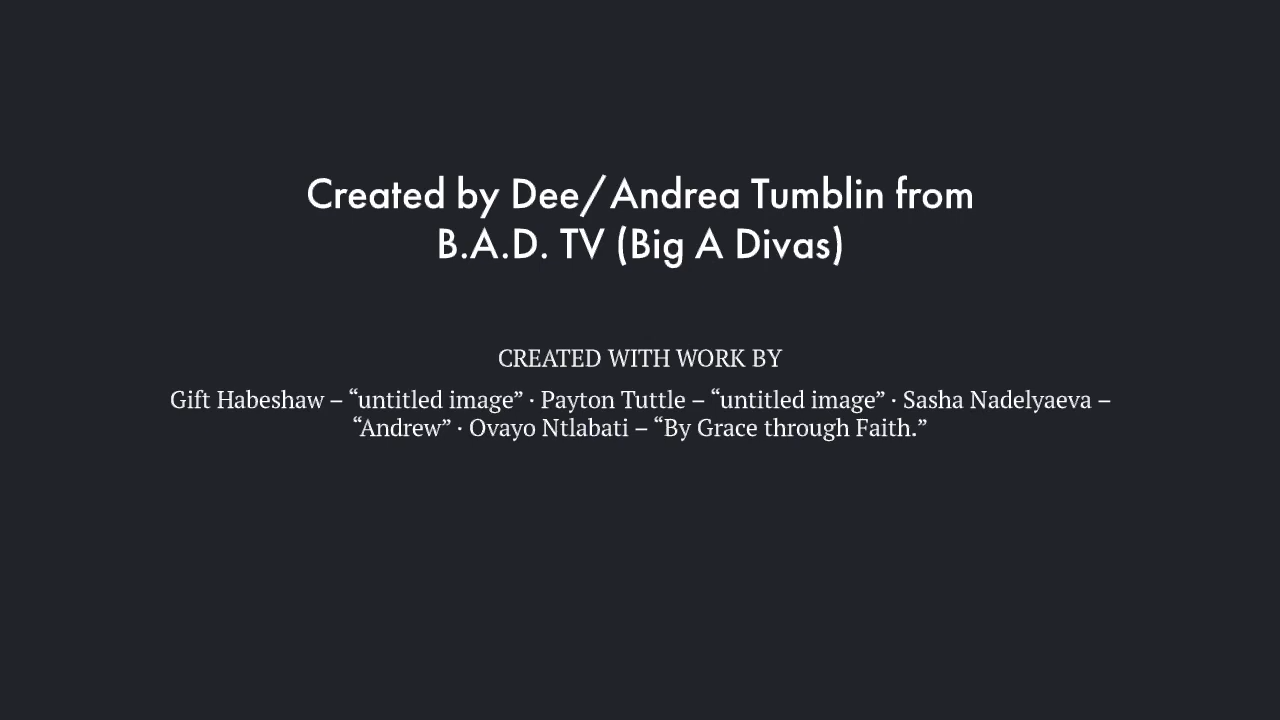 Created by Dee/Andrea Tumblin from
B.A.D. TV (Big A Divas)
CREATED WITH WORK BY
Gift Habeshaw – “untitled image” · Payton Tuttle – “untitled image” · Sasha Nadelyaeva –
“Andrew” · Ovayo Ntlabati – “By Grace through Faith.”